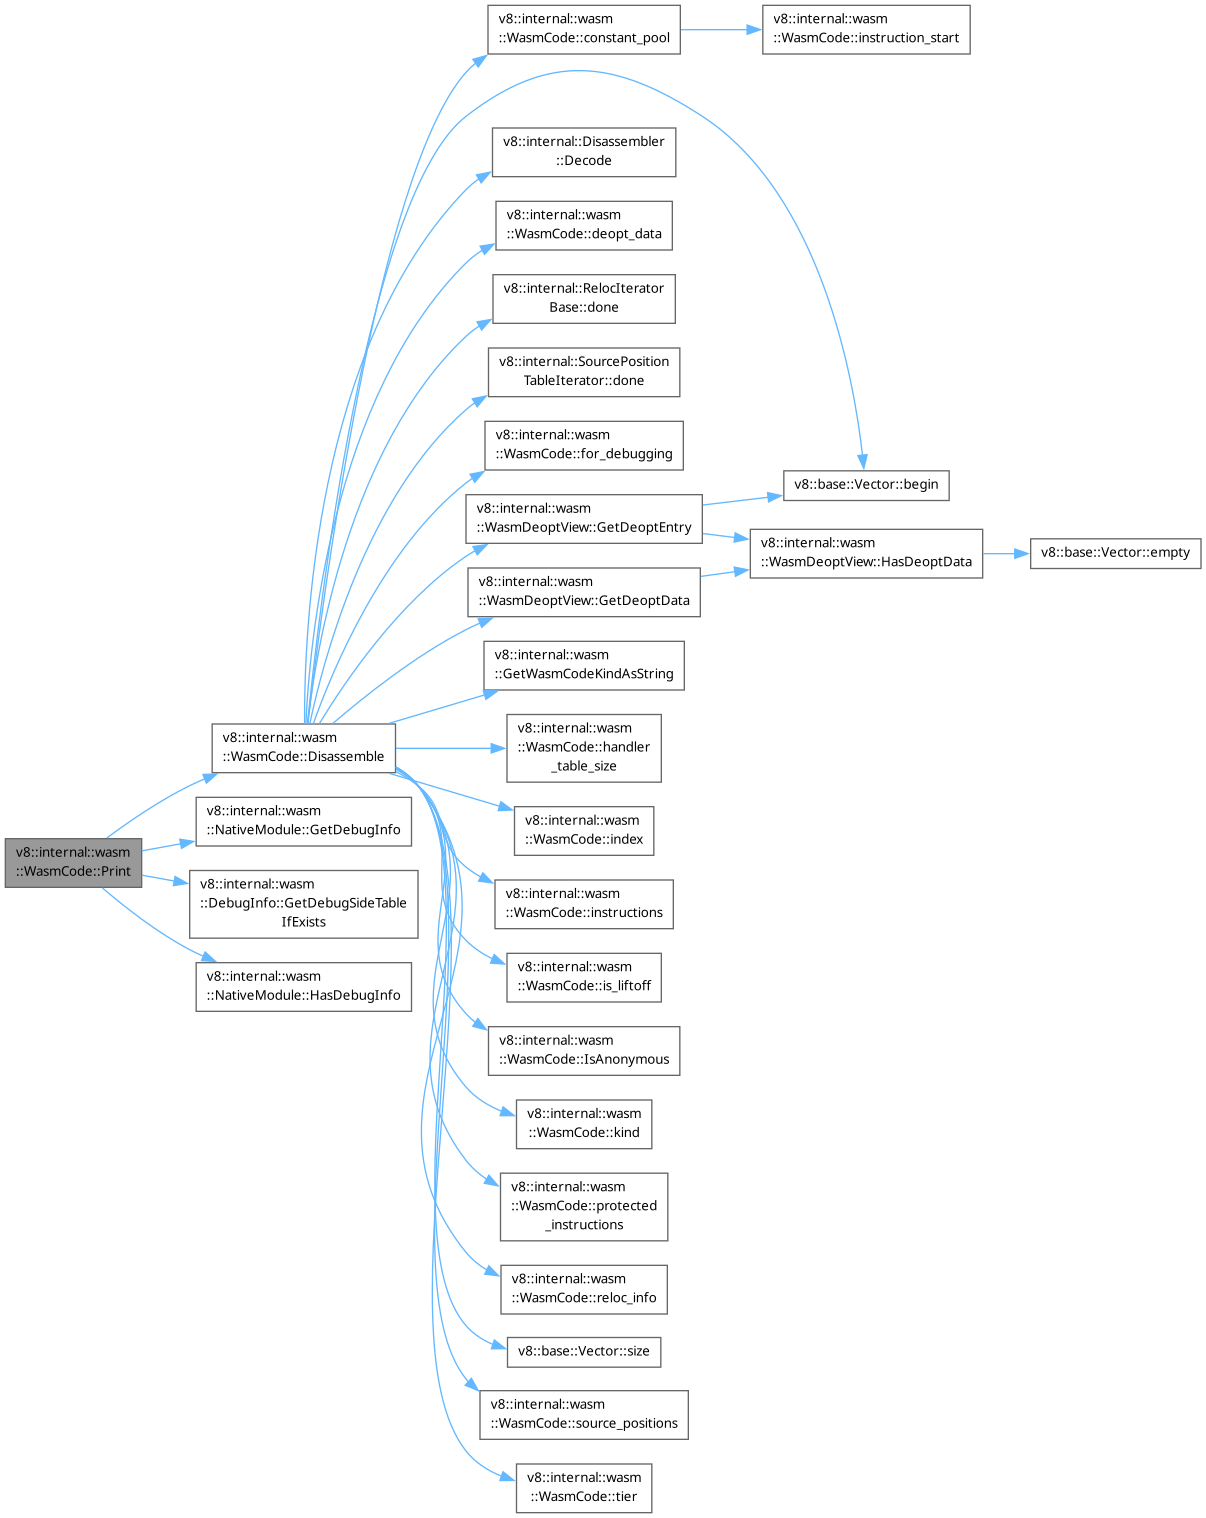 v8::internal::wasm
::WasmCode::constant_pool
v8::internal::wasm
::WasmCode::instruction_start
v8::internal::Disassembler
::Decode
v8::internal::wasm
::WasmCode::deopt_data
v8::internal::RelocIterator
Base::done
v8::internal::SourcePosition
TableIterator::done
v8::internal::wasm
::WasmCode::for_debugging
v8::base::Vector::begin
v8::internal::wasm
::WasmDeoptView::GetDeoptEntry
v8::internal::wasm
::WasmDeoptView::HasDeoptData
v8::base::Vector::empty
v8::internal::wasm
::WasmDeoptView::GetDeoptData
v8::internal::wasm
::GetWasmCodeKindAsString
v8::internal::wasm
::WasmCode::handler
_table_size
v8::internal::wasm
::WasmCode::Disassemble
v8::internal::wasm
::WasmCode::index
v8::internal::wasm
::NativeModule::GetDebugInfo
v8::internal::wasm
::WasmCode::Print
v8::internal::wasm
::DebugInfo::GetDebugSideTable
IfExists
v8::internal::wasm
::WasmCode::instructions
v8::internal::wasm
::NativeModule::HasDebugInfo
v8::internal::wasm
::WasmCode::is_liftoff
v8::internal::wasm
::WasmCode::IsAnonymous
v8::internal::wasm
::WasmCode::kind
v8::internal::wasm
::WasmCode::protected
_instructions
v8::internal::wasm
::WasmCode::reloc_info
v8::base::Vector::size
v8::internal::wasm
::WasmCode::source_positions
v8::internal::wasm
::WasmCode::tier